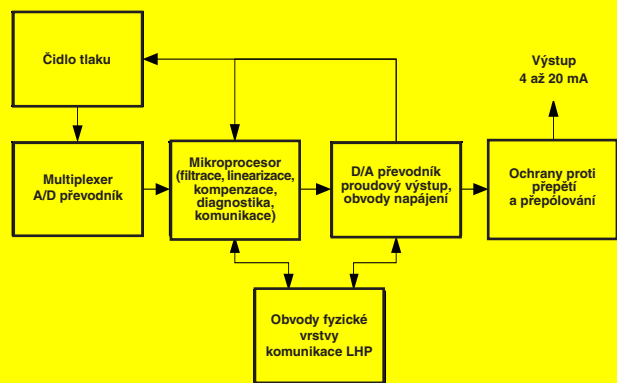 Čidlo tlaku
Výstup
4 až 20 mA
Multiplexer
A/D převodník
Mikroprocesor
(filtrace, linearizace,
kompenzace,
diagnostika,
komunikace)
D/A převodník
proudový výstup,
obvody napájení
Ochrany proti
přepětí
a přepólování
Obvody fyzické
vrstvy
komunikace LHP